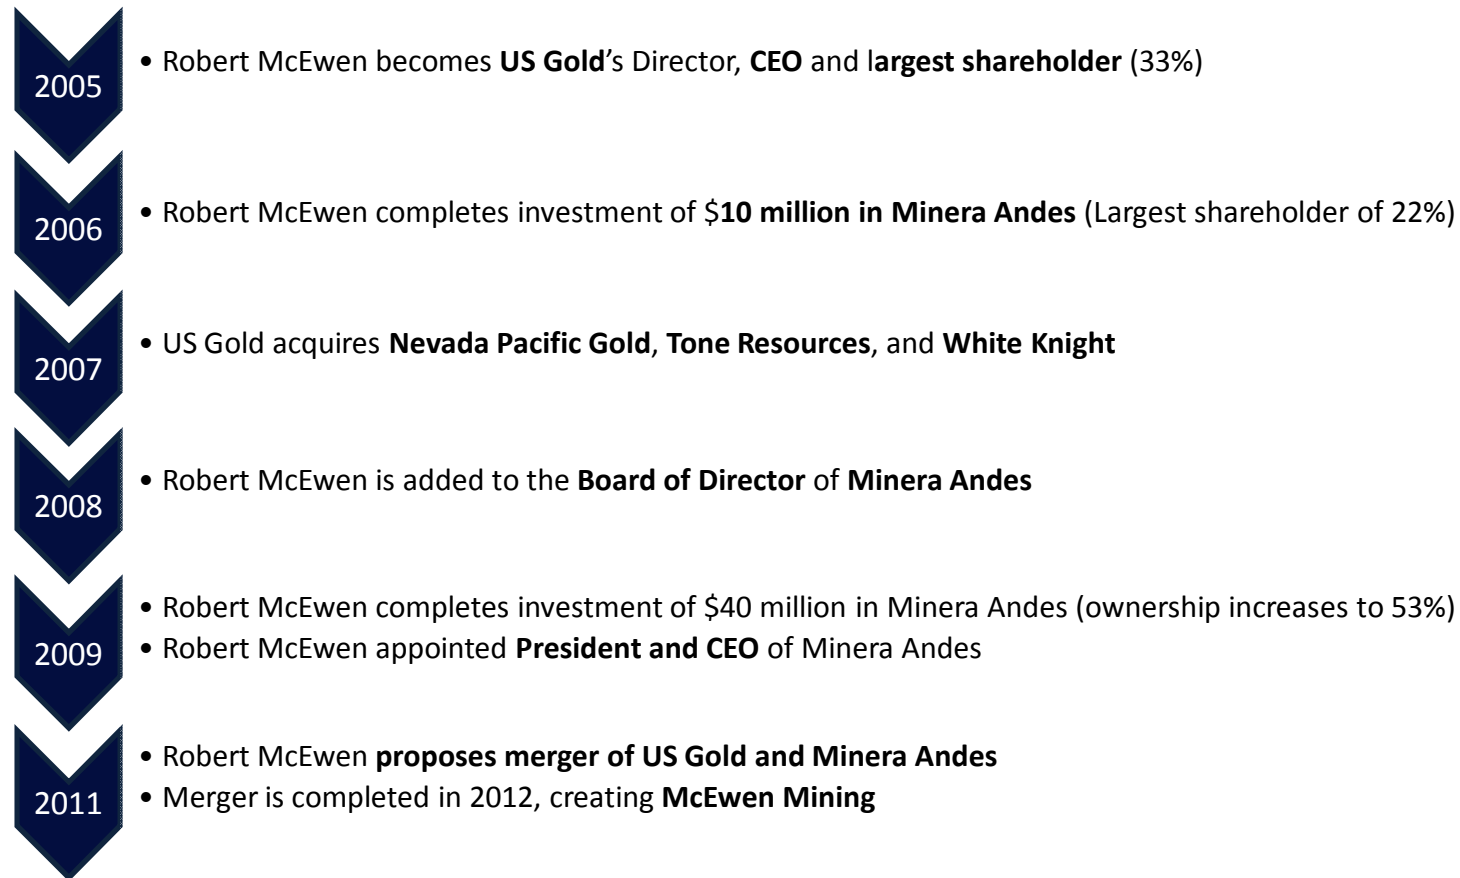 2005
• Robert McEwen becomes US Gold's Director, CEO and largest shareholder (33%)
2006
• Robert McEwen completes investment of $10 million in Minera Andes (Largest shareholder of 22%)
2007
• US Gold acquires Nevada Pacific Gold, Tone Resources, and White Knight
2008
• Robert McEwen is added to the Board of Director of Minera Andes
2009
• Robert McEwen completes investment of $40 million in Minera Andes (ownership increases to 53%)
• Robert McEwen appointed President and CEO of Minera Andes
2011
• Robert McEwen proposes merger of US Gold and Minera Andes
• Merger is completed in 2012, creating McEwen Mining